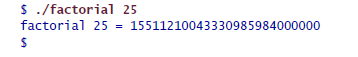 $ ./factorial 25
factorial 25 = 15511210043330985984000000
$